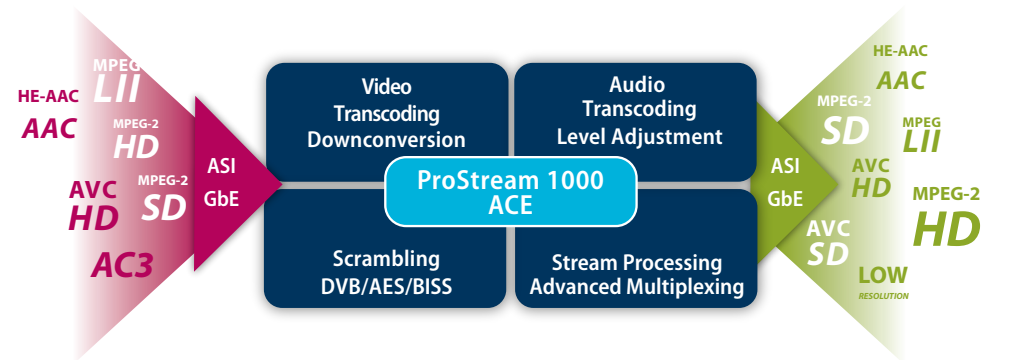 MPEG
LII
HE-AAC
AAC
MPEG-2
HD
AVC
HD
MPEG-2
SD
AC3
ASI
GbE
Video
Transcoding
Downconversion
Audio
Transcoding
Level Adjustment
ProStream 1000
ACE
Scrambling
DVB/AES/BISS
Stream Processing
Advanced Multiplexing
ASI
GbE
HE-AAC
AAC
MPEG-2
SD
MPEG
LII
AVC
HD
MPEG-2
HD
AVC
SD
LOW
RESOLUTION